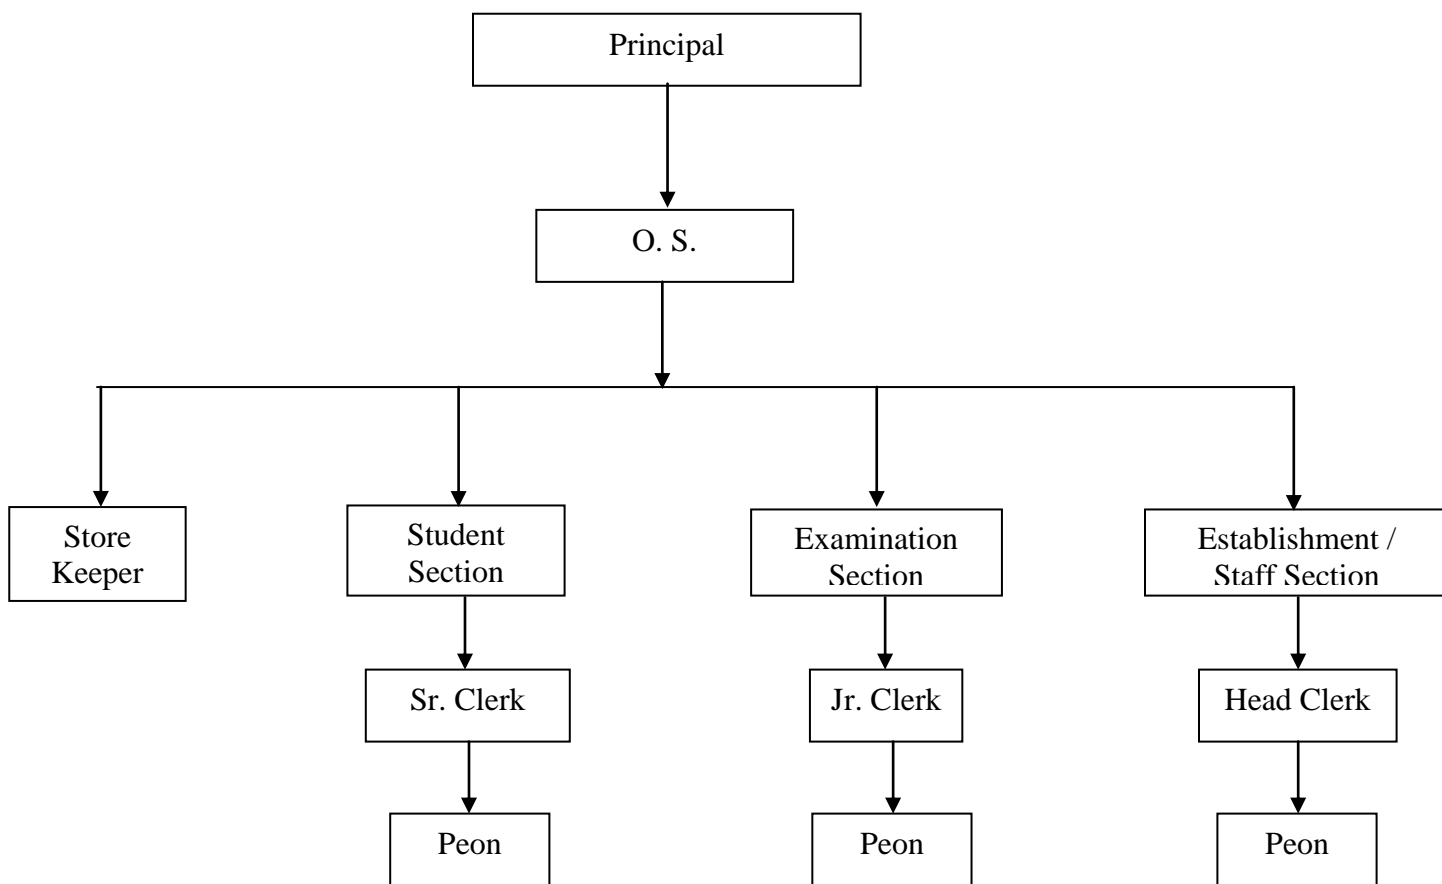 Principal
O. S.
Store
Keeper
Student
Section
Examination
Section
Establishment /
Staff Section
Sr. Clerk
Jr. Clerk
Head Clerk
Peon
Peon
Peon